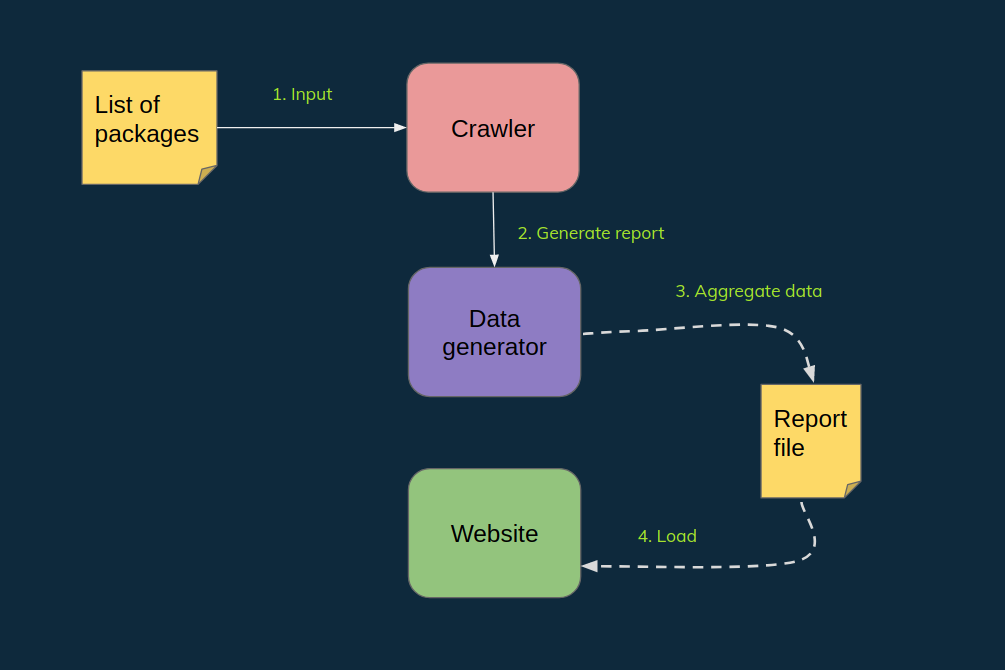 List of
packages
1. Input
Crawler
2. Generate report
Data
generator
3. Aggregate data
Report
file
4. Load
Website